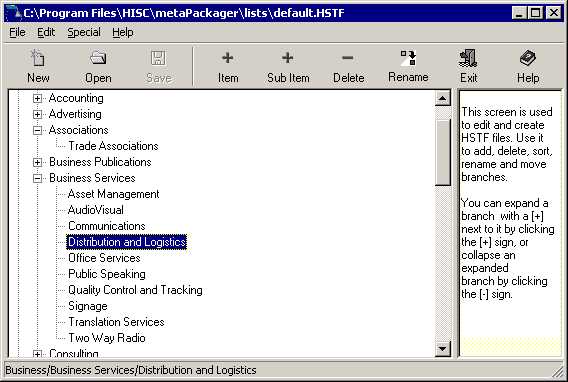 C:\Program Files\HISC\metaPackager\lists\default.HSTF
File Edit Special Help
New Open Save Item Sub Item Delete Rename Exit Help
Accounting
Advertising
Associations
Trade Associations
Business Publications
Business Services
Asset Management
AudioVisual
Communications
Distribution and Logistics
Office Services
Public Speaking
Quality Control and Tracking
Signage
Translation Services
Two Way Radio
Consulting
This screen is used
to edit and create
HSTF files. Use it
to add, delete, sort,
rename and move
branches.
You can expand a
branch with a [+]
next to it by clicking
the [+] sign, or
collapse an
expanded
branch by clicking
the [-] sign.
Business/Business Services/Distribution and Logistics